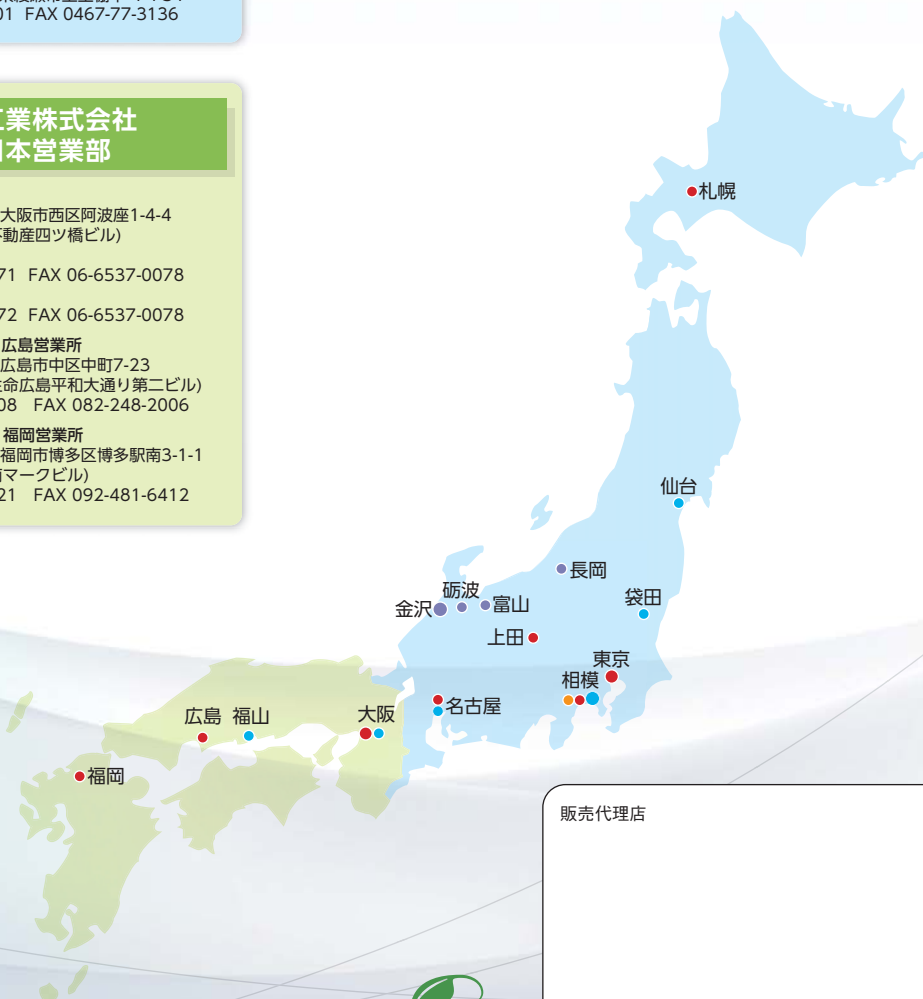 01 FAX 0467-77-3136
工業株式会社
本営業部
大阪市西区阿波座1-4-4
不動産四ツ橋ビル)
71 FAX 06-6537-0078
72 FAX 06-6537-0078
広島営業所
広島市中区中町7-23
生命広島平和大通り第二ビル)
08 FAX 082-248-2006
福岡営業所
福岡市博多区博多駅南3-1-1
マークビル)
21 FAX 092-481-6412
札幌
仙台
長岡
袋田
砺波
富山
金沢
上田
東京
相模
名古屋
大阪
広島 福山
福岡
販売代理店